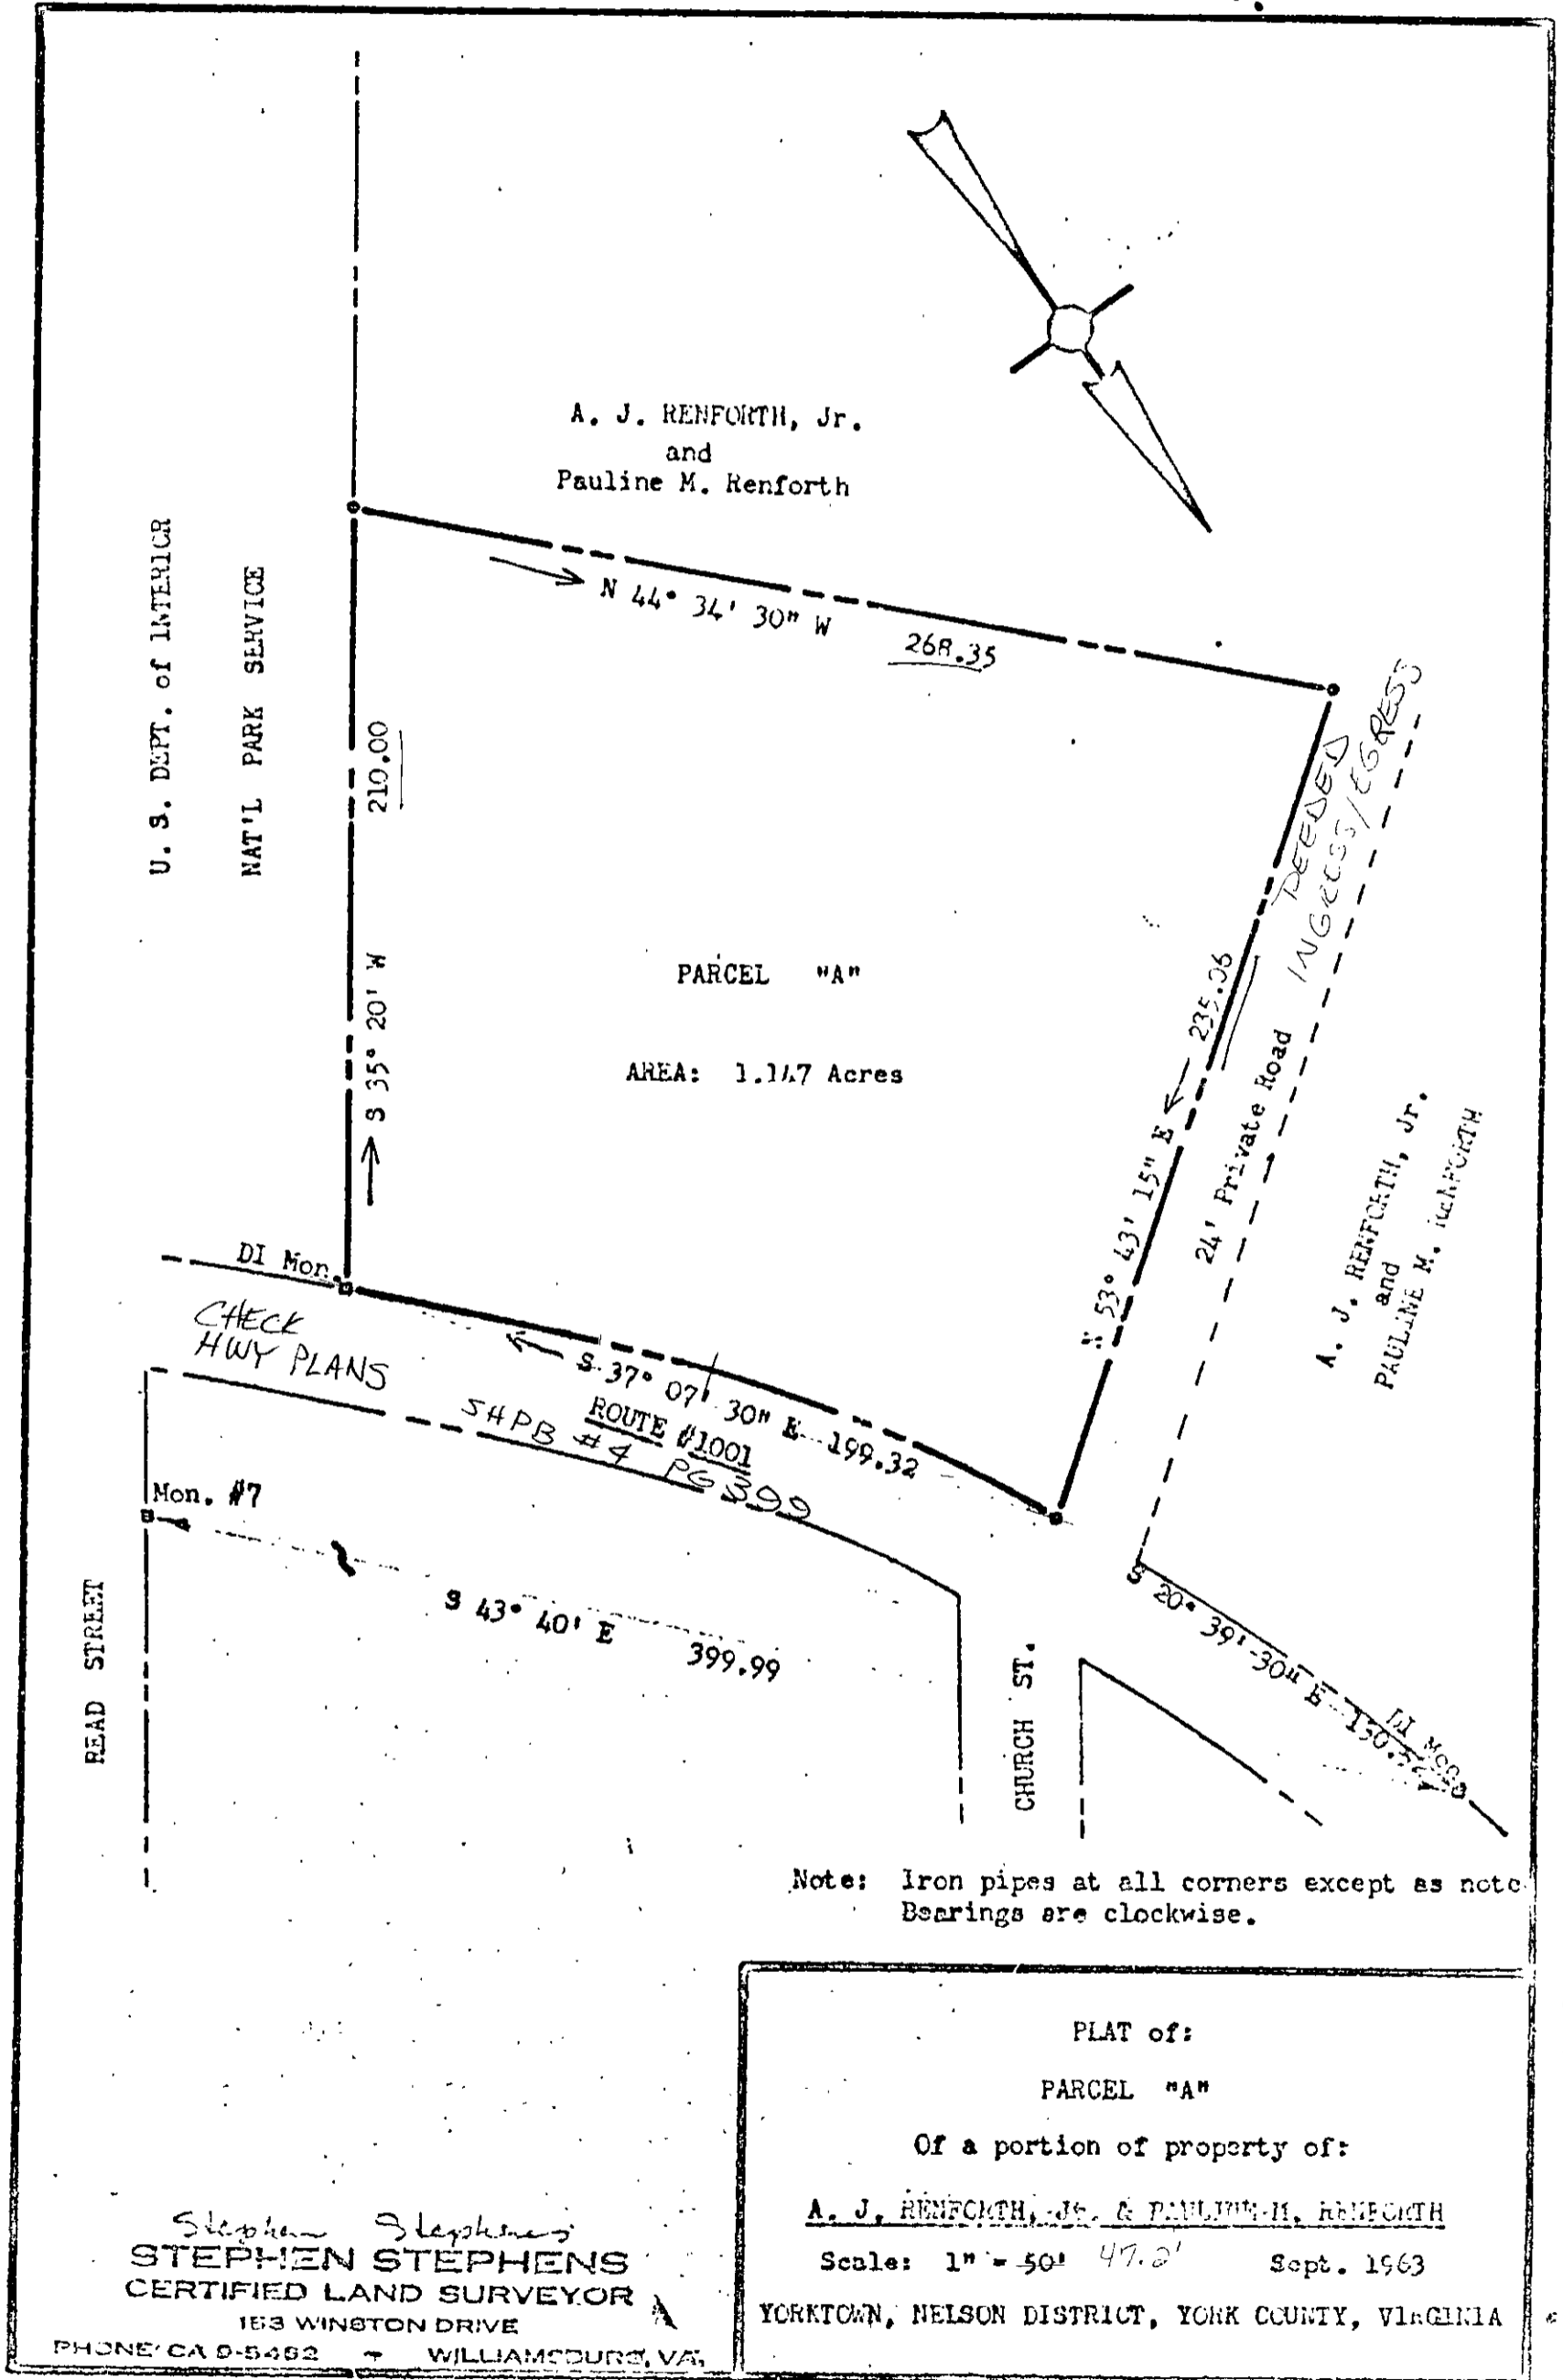 A. J. RENFORTH, Jr.
and
Pauline M. Renforth
U. S. DEPT. of INTERIOR
NAT'L PARK SERVICE
N 44° 34' 30" W
268.35
210.00
S 35° 20' W
PARCEL "A"
AREA: 1.147 Acres
DEEDED
INGRESS/EGRESS
235.06
N 53° 43' 15" E
24' Private Road
A. J. RENFORTH, Jr.
and
PAULINE M. RENFORTH
DI Mon.
CHECK
HWY PLANS
S 37° 07' 30" E 199.32
ROUTE #1001
SHPB #4 PG 399
Mon. #7
READ STREET
S 43° 40' E 399.99
CHURCH ST.
S 20° 39' 30" E
DI Mon.
Note: Iron pipes at all corners except as note
Bearings are clockwise.
PLAT of:
PARCEL "A"
Of a portion of property of:
A. J. RENFORTH, Jr. & PAULINE M. RENFORTH
Scale: 1" = 50' 47.2' Sept. 1963
YORKTOWN, NELSON DISTRICT, YORK COUNTY, VIRGINIA
Stephen Stephens
STEPHEN STEPHENS
CERTIFIED LAND SURVEYOR
153 WINSTON DRIVE
PHONE CA 9-5482 - WILLIAMSBURG, VA.